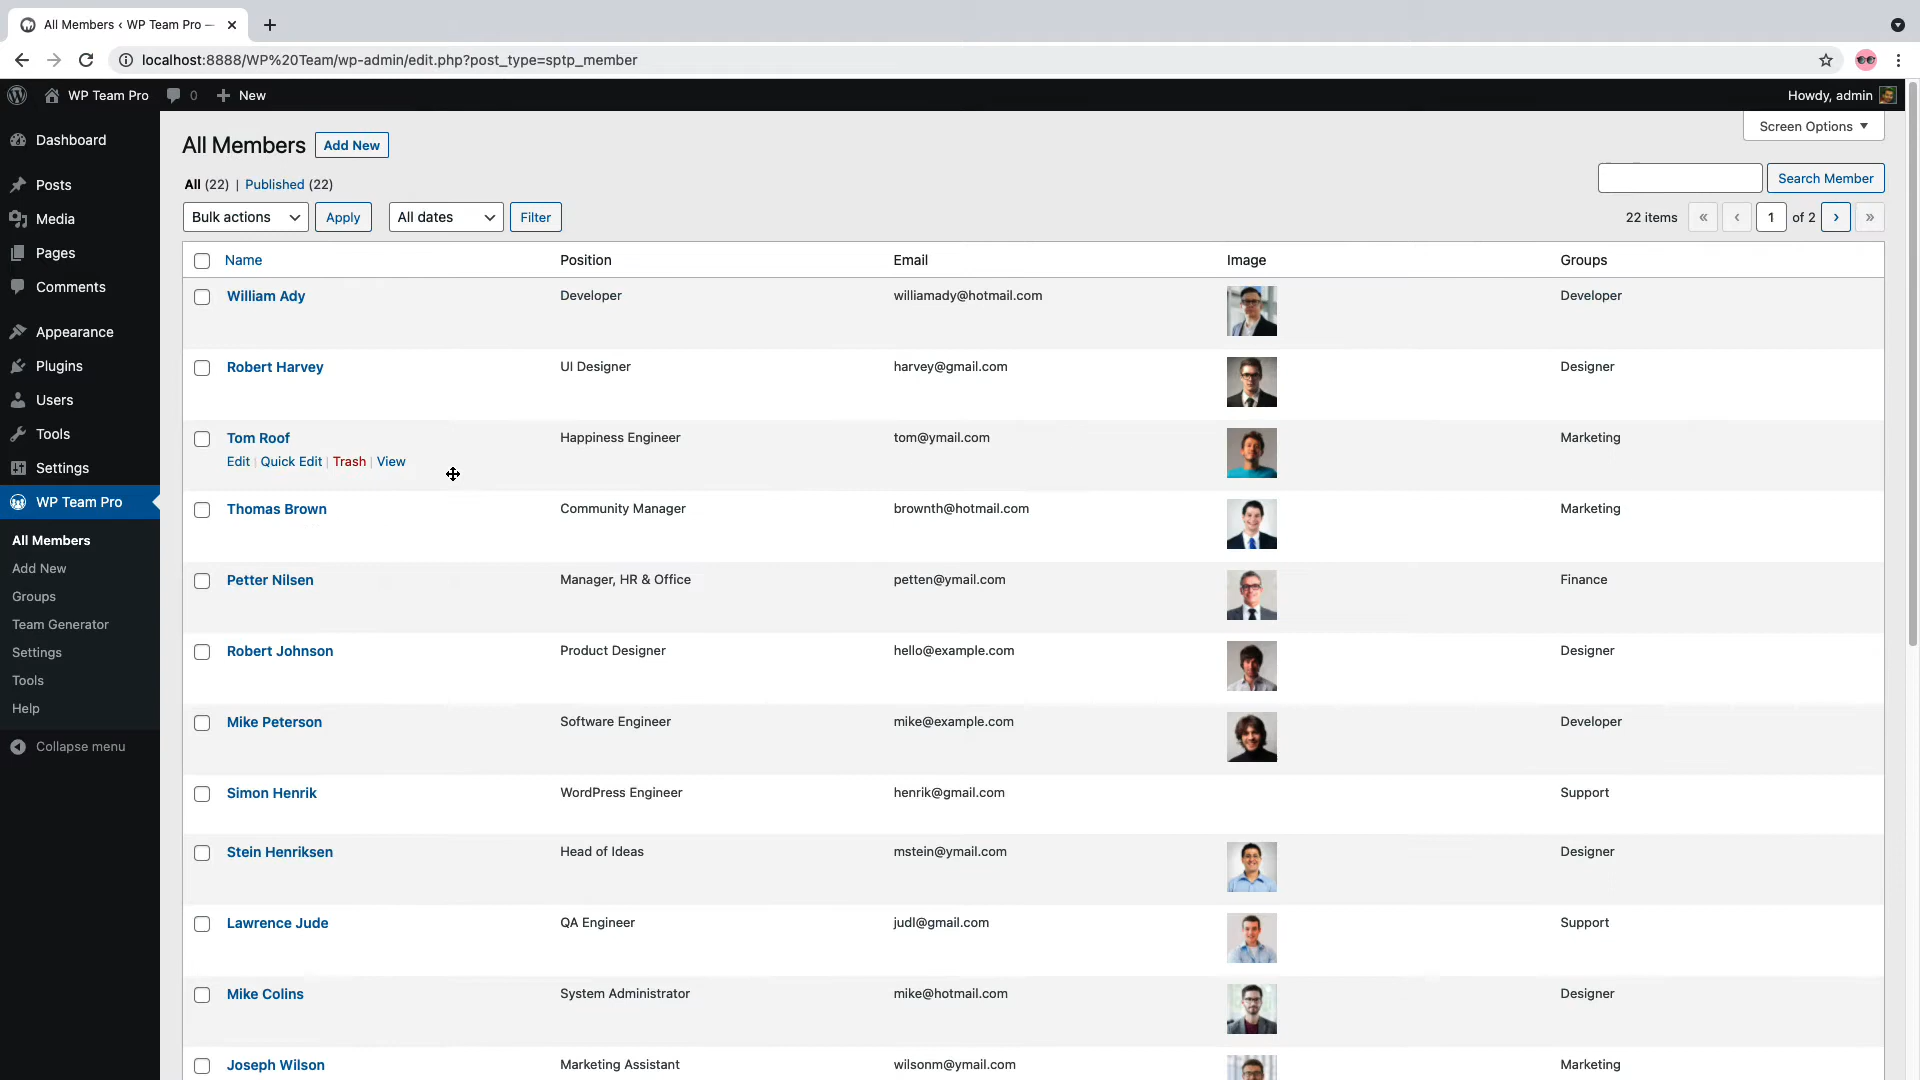 All Members ‹ WP Team Pro —
localhost:8888/WP%20Team/wp-admin/edit.php?post_type=sptp_member
WP Team Pro 0 New Howdy, admin
Screen Options
All Members Add New
All (22) | Published (22)
Search Member
Bulk actions Apply All dates Filter 22 items « ‹ 1 of 2 › »
Dashboard
Posts
Media
Pages
Comments
Appearance
Plugins
Users
Tools
Settings
WP Team Pro
All Members
Add New
Groups
Team Generator
Settings
Tools
Help
Collapse menu
Name Position Email Image Groups
William Ady Developer williamady@hotmail.com Developer
Robert Harvey UI Designer harvey@gmail.com Designer
Tom Roof Happiness Engineer tom@ymail.com Marketing
Edit | Quick Edit | Trash | View
Thomas Brown Community Manager brownth@hotmail.com Marketing
Petter Nilsen Manager, HR & Office petten@ymail.com Finance
Robert Johnson Product Designer hello@example.com Designer
Mike Peterson Software Engineer mike@example.com Developer
Simon Henrik WordPress Engineer henrik@gmail.com Support
Stein Henriksen Head of Ideas mstein@ymail.com Designer
Lawrence Jude QA Engineer judl@gmail.com Support
Mike Colins System Administrator mike@hotmail.com Designer
Joseph Wilson Marketing Assistant wilsonm@ymail.com Marketing